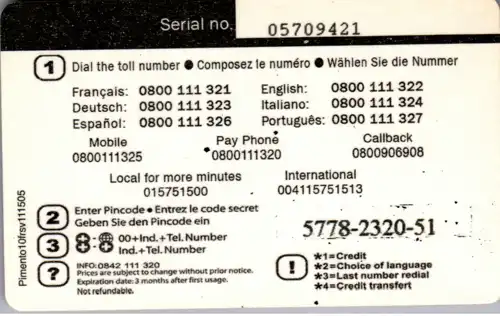 Serial no. 05709421
1 Dial the toll number ● Composez le numéro ● Wählen Sie die Nummer
Français: 0800 111 321 English: 0800 111 322
Deutsch: 0800 111 323 Italiano: 0800 111 324
Español: 0800 111 326 Português: 0800 111 327
Mobile Pay Phone Callback
0800111325 0800111320 0800906908
Local for more minutes International
015751500 004115751513
2 Enter Pincode • Entrez le code secret
Geben Sie den Pincode ein
5778-2320-51
3 00+Ind.+Tel. Number
Ind.+Tel. Number
? INFO: 0842 111 320
Prices are subject to change without prior notice.
Expiration date: 3 months after first usage.
Not refundable.
! *1=Credit
*2=Choice of language
*3=Last number redial
*4=Credit transfert
Pimento10frsv111505